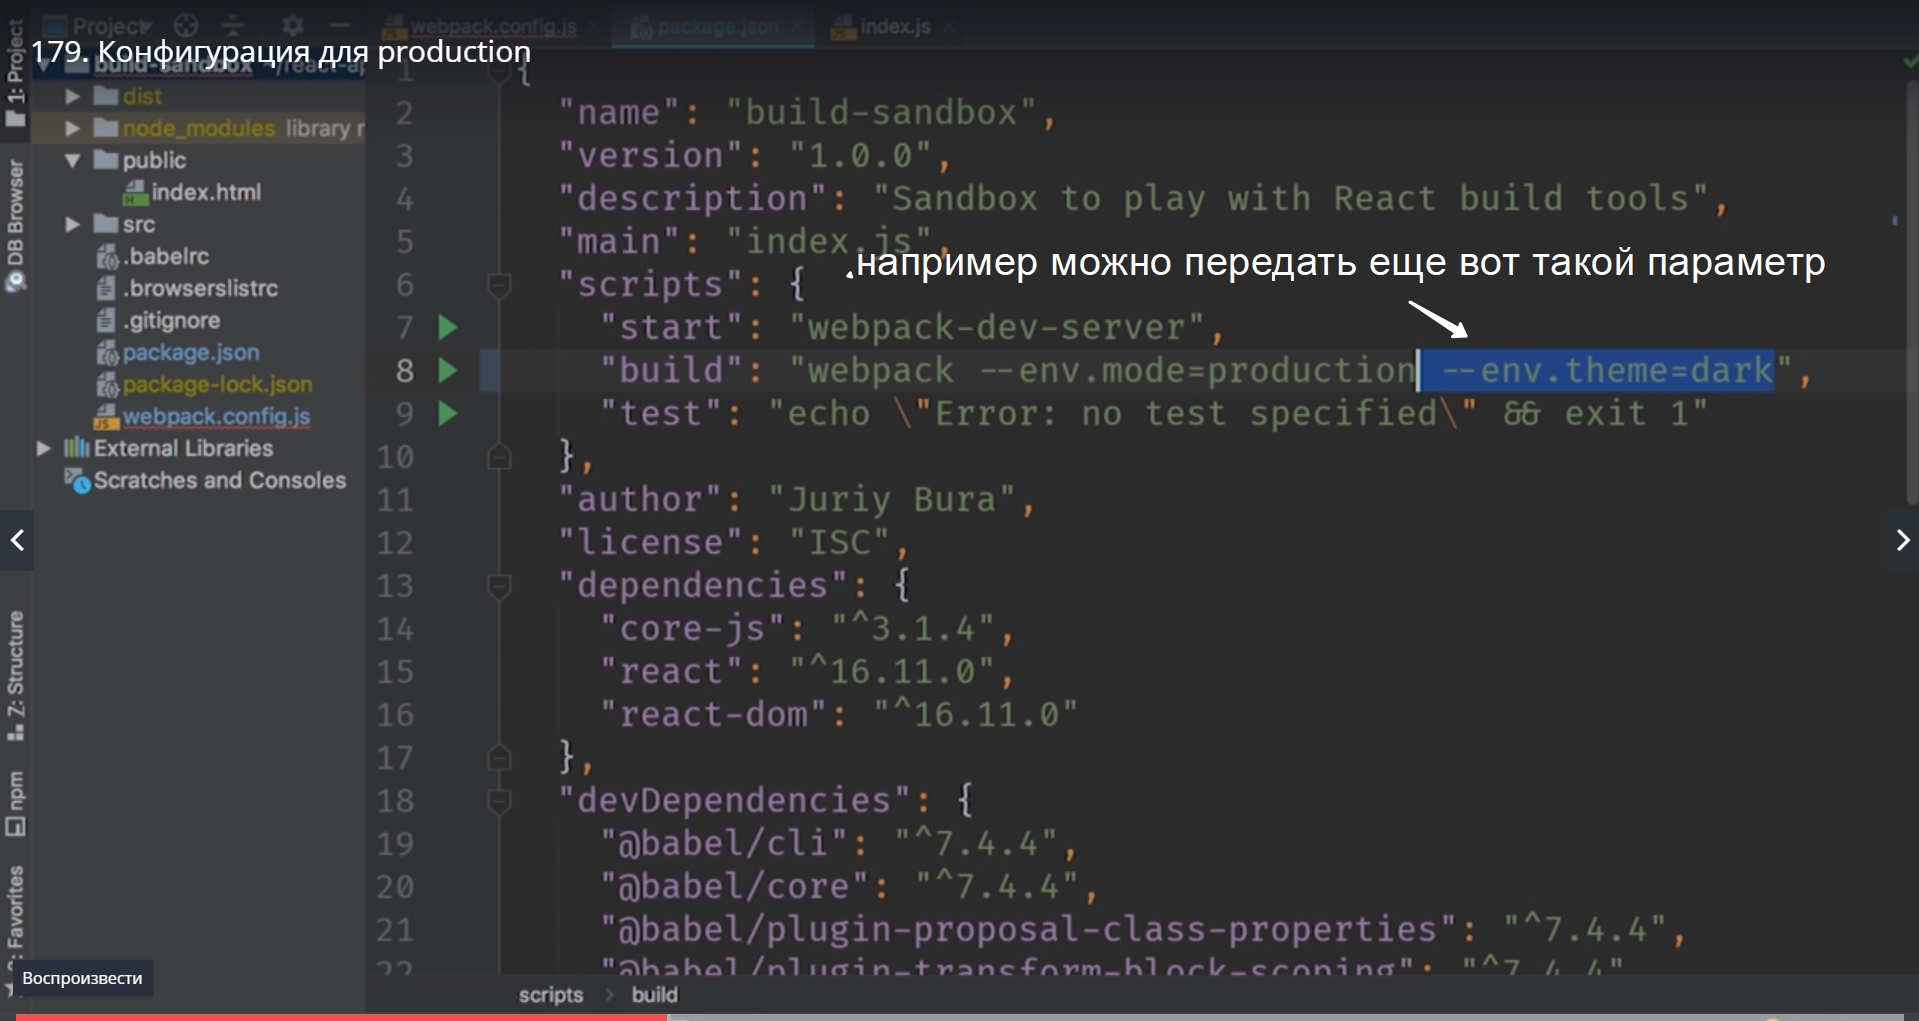 Project
webpack.config.js
package.json
index.js
179. Конфигурация для production
build-sandbox ~/react-ap
dist
node_modules library r
public
index.html
src
.babelrc
.browserslistrc
.gitignore
package.json
package-lock.json
webpack.config.js
External Libraries
Scratches and Consoles
1: Project
DB Browser
Z: Structure
npm
Favorites
Воспроизвести
1 {
2 "name": "build-sandbox",
3 "version": "1.0.0",
4 "description": "Sandbox to play with React build tools",
5 "main": "index.js",
.например можно передать еще вот такой параметр
6 "scripts": {
7 "start": "webpack-dev-server",
8 "build": "webpack --env.mode=production --env.theme=dark",
9 "test": "echo \"Error: no test specified\" && exit 1"
10 },
11 "author": "Juriy Bura",
12 "license": "ISC",
13 "dependencies": {
14 "core-js": "^3.1.4",
15 "react": "^16.11.0",
16 "react-dom": "^16.11.0"
17 },
18 "devDependencies": {
19 "@babel/cli": "^7.4.4",
20 "@babel/core": "^7.4.4",
21 "@babel/plugin-proposal-class-properties": "^7.4.4",
22 "@babel/plugin-transform-block-scoping": "^7.4.4"
scripts > build